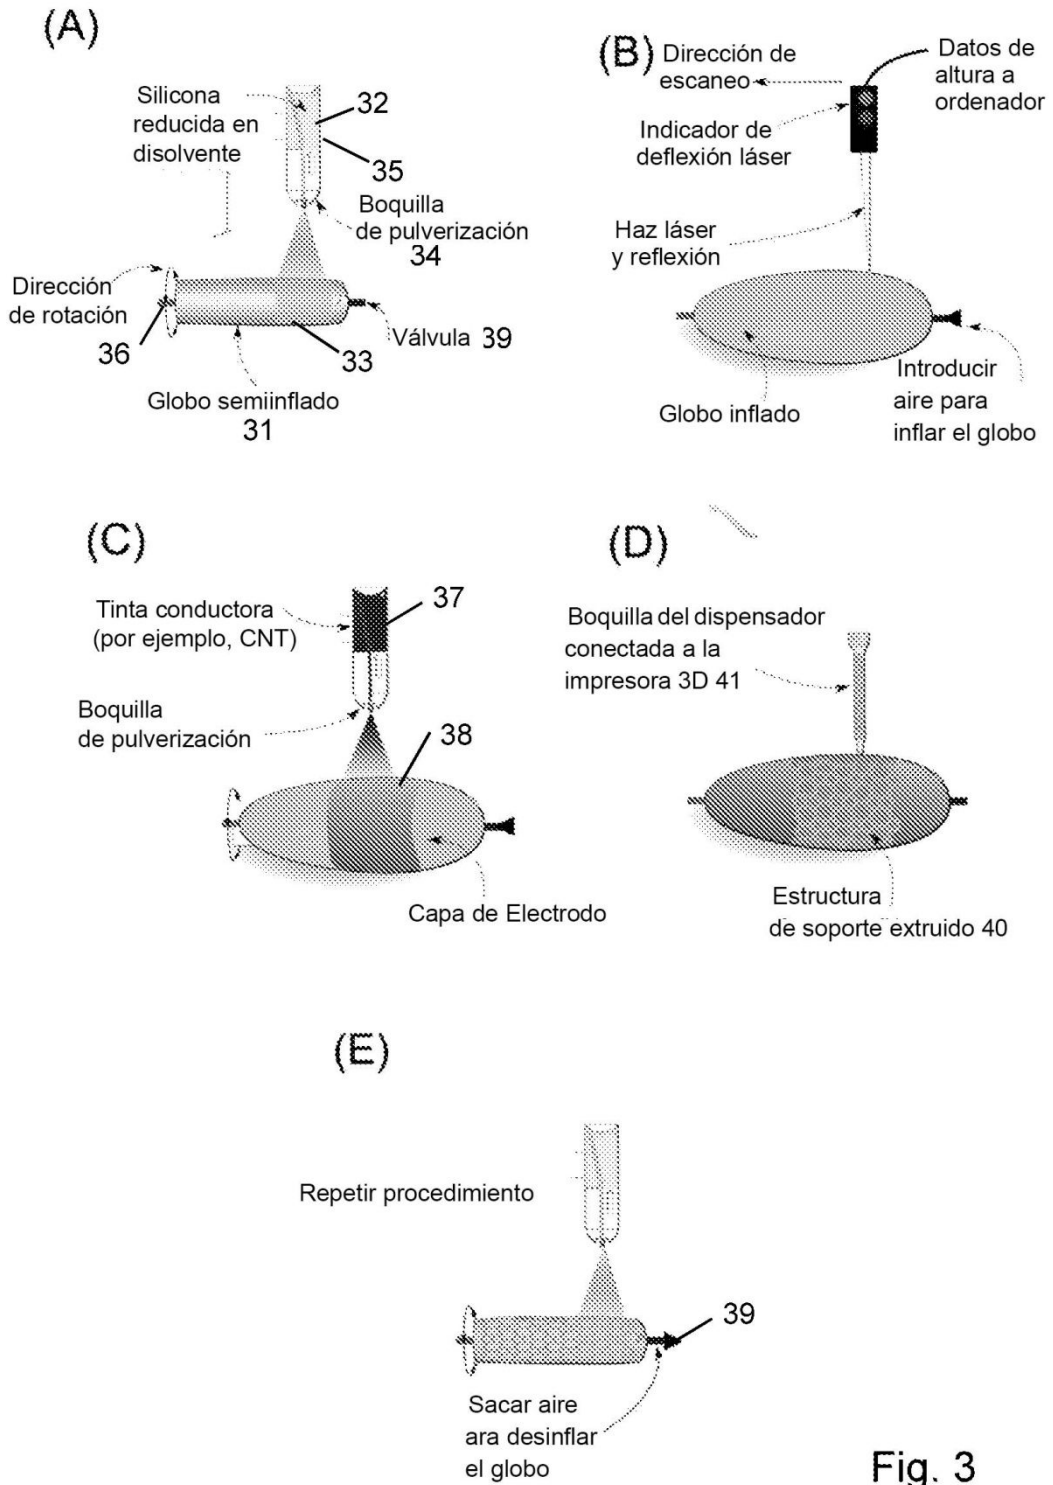 (A)
Silicona
reducida en
disolvente
32
35
Boquilla
de pulverización
34
Dirección
de rotación
36
33
Válvula 39
Globo semiinflado
31
(B)
Dirección de
escaneo
Datos de
altura a
ordenador
Indicador de
deflexión láser
Haz láser
y reflexión
Globo inflado
Introducir
aire para
inflar el globo
(C)
Tinta conductora
(por ejemplo, CNT)
37
Boquilla
de pulverización
38
Capa de Electrodo
(D)
Boquilla del dispensador
conectada a la
impresora 3D 41
Estructura
de soporte extruido 40
(E)
Repetir procedimiento
39
Sacar aire
ara desinflar
el globo
Fig. 3